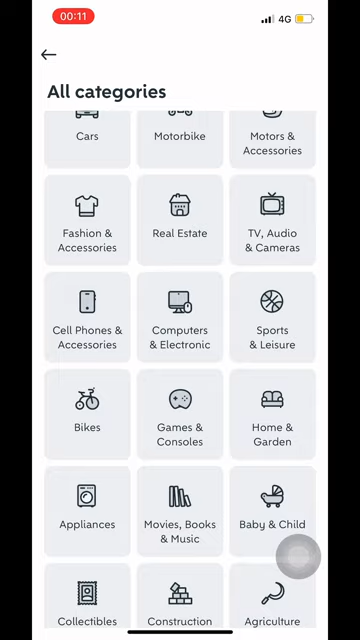 00:11
4G
All categories
Cars
Motorbike
Motors &
Accessories
Fashion &
Accessories
Real Estate
TV, Audio
& Cameras
Cell Phones &
Accessories
Computers
& Electronic
Sports
& Leisure
Bikes
Games &
Consoles
Home &
Garden
Appliances
Movies, Books
& Music
Baby & Child
Collectibles
Construction
Agriculture